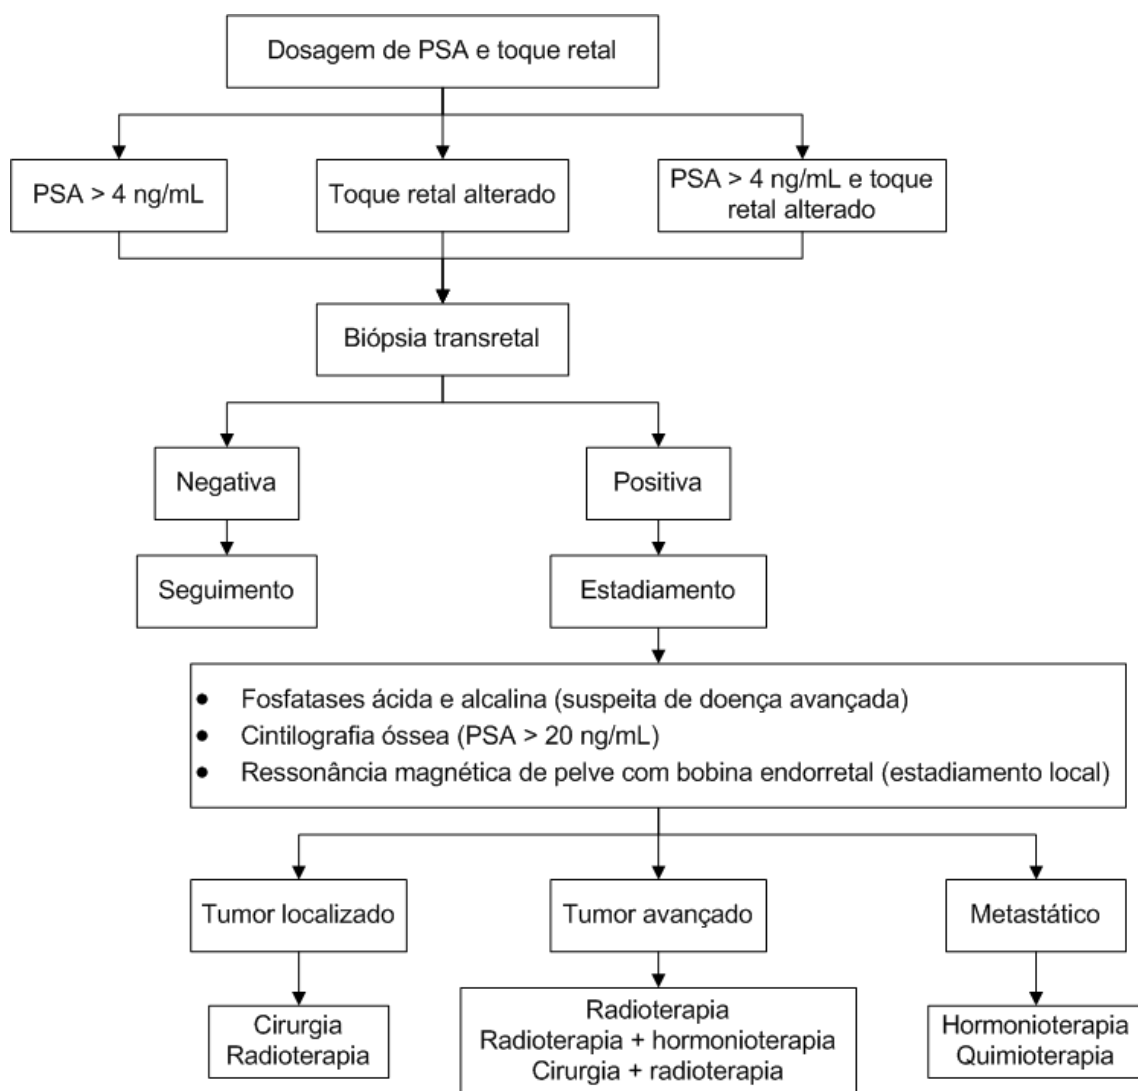 Dosagem de PSA e toque retal
PSA > 4 ng/mL
Toque retal alterado
PSA > 4 ng/mL e toque
retal alterado
Biópsia transretal
Negativa
Positiva
Seguimento
Estadiamento
● Fosfatases ácida e alcalina (suspeita de doença avançada)
● Cintilografia óssea (PSA > 20 ng/mL)
● Ressonância magnética de pelve com bobina endorretal (estadiamento local)
Tumor localizado
Tumor avançado
Metastático
Cirurgia
Radioterapia
Radioterapia
Radioterapia + hormonioterapia
Cirurgia + radioterapia
Hormonioterapia
Quimioterapia